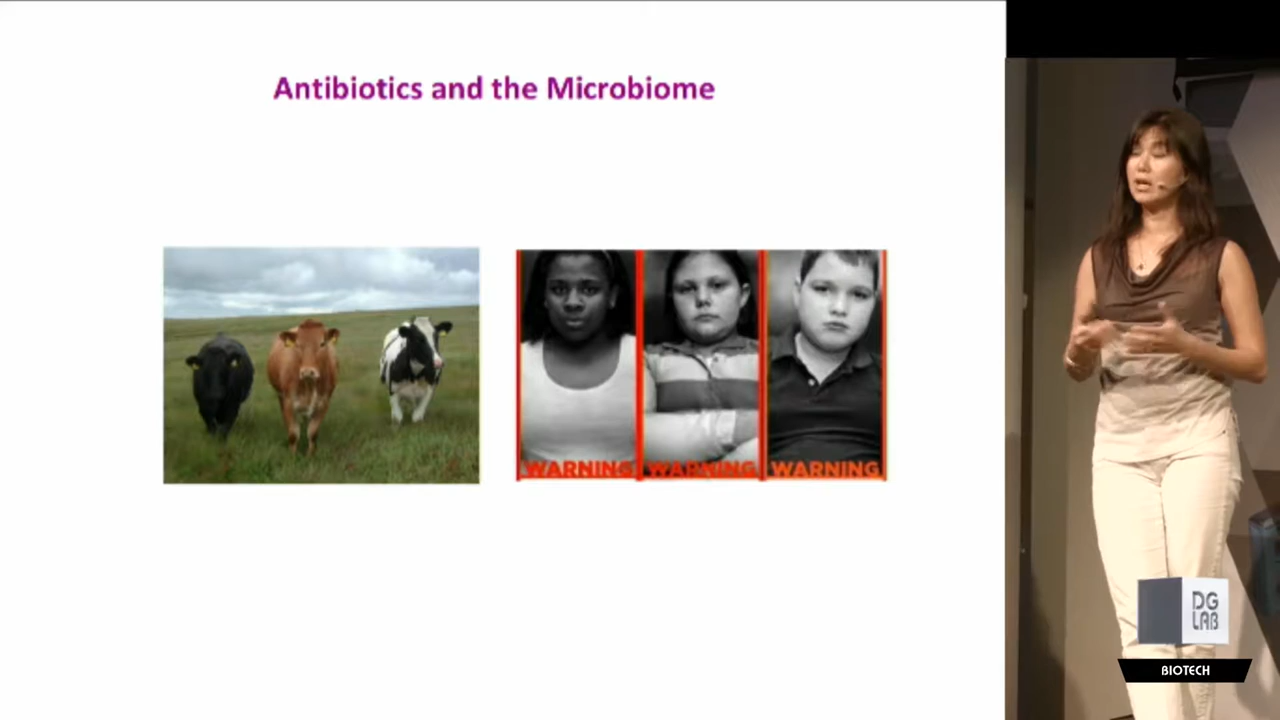 Antibiotics and the Microbiome
WARNING WARNING WARNING
DG
LAB
BIOTECH